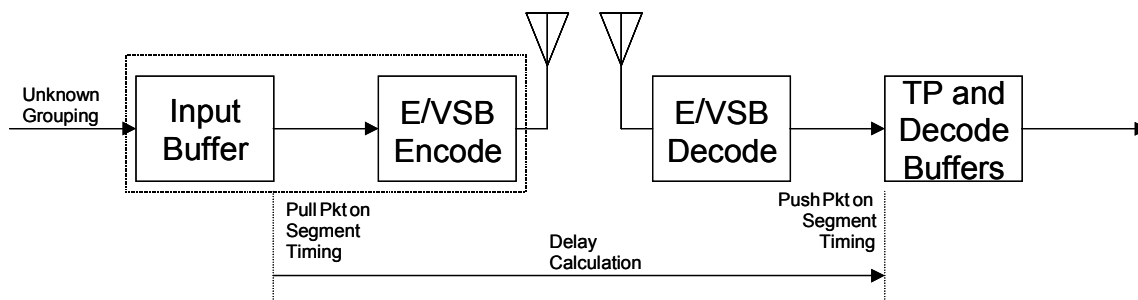 Unknown
Grouping
Input
Buffer
E/VSB
Encode
E/VSB
Decode
TP and
Decode
Buffers
Pull Pkt on
Segment
Timing
Push Pkt on
Segment
Timing
Delay
Calculation